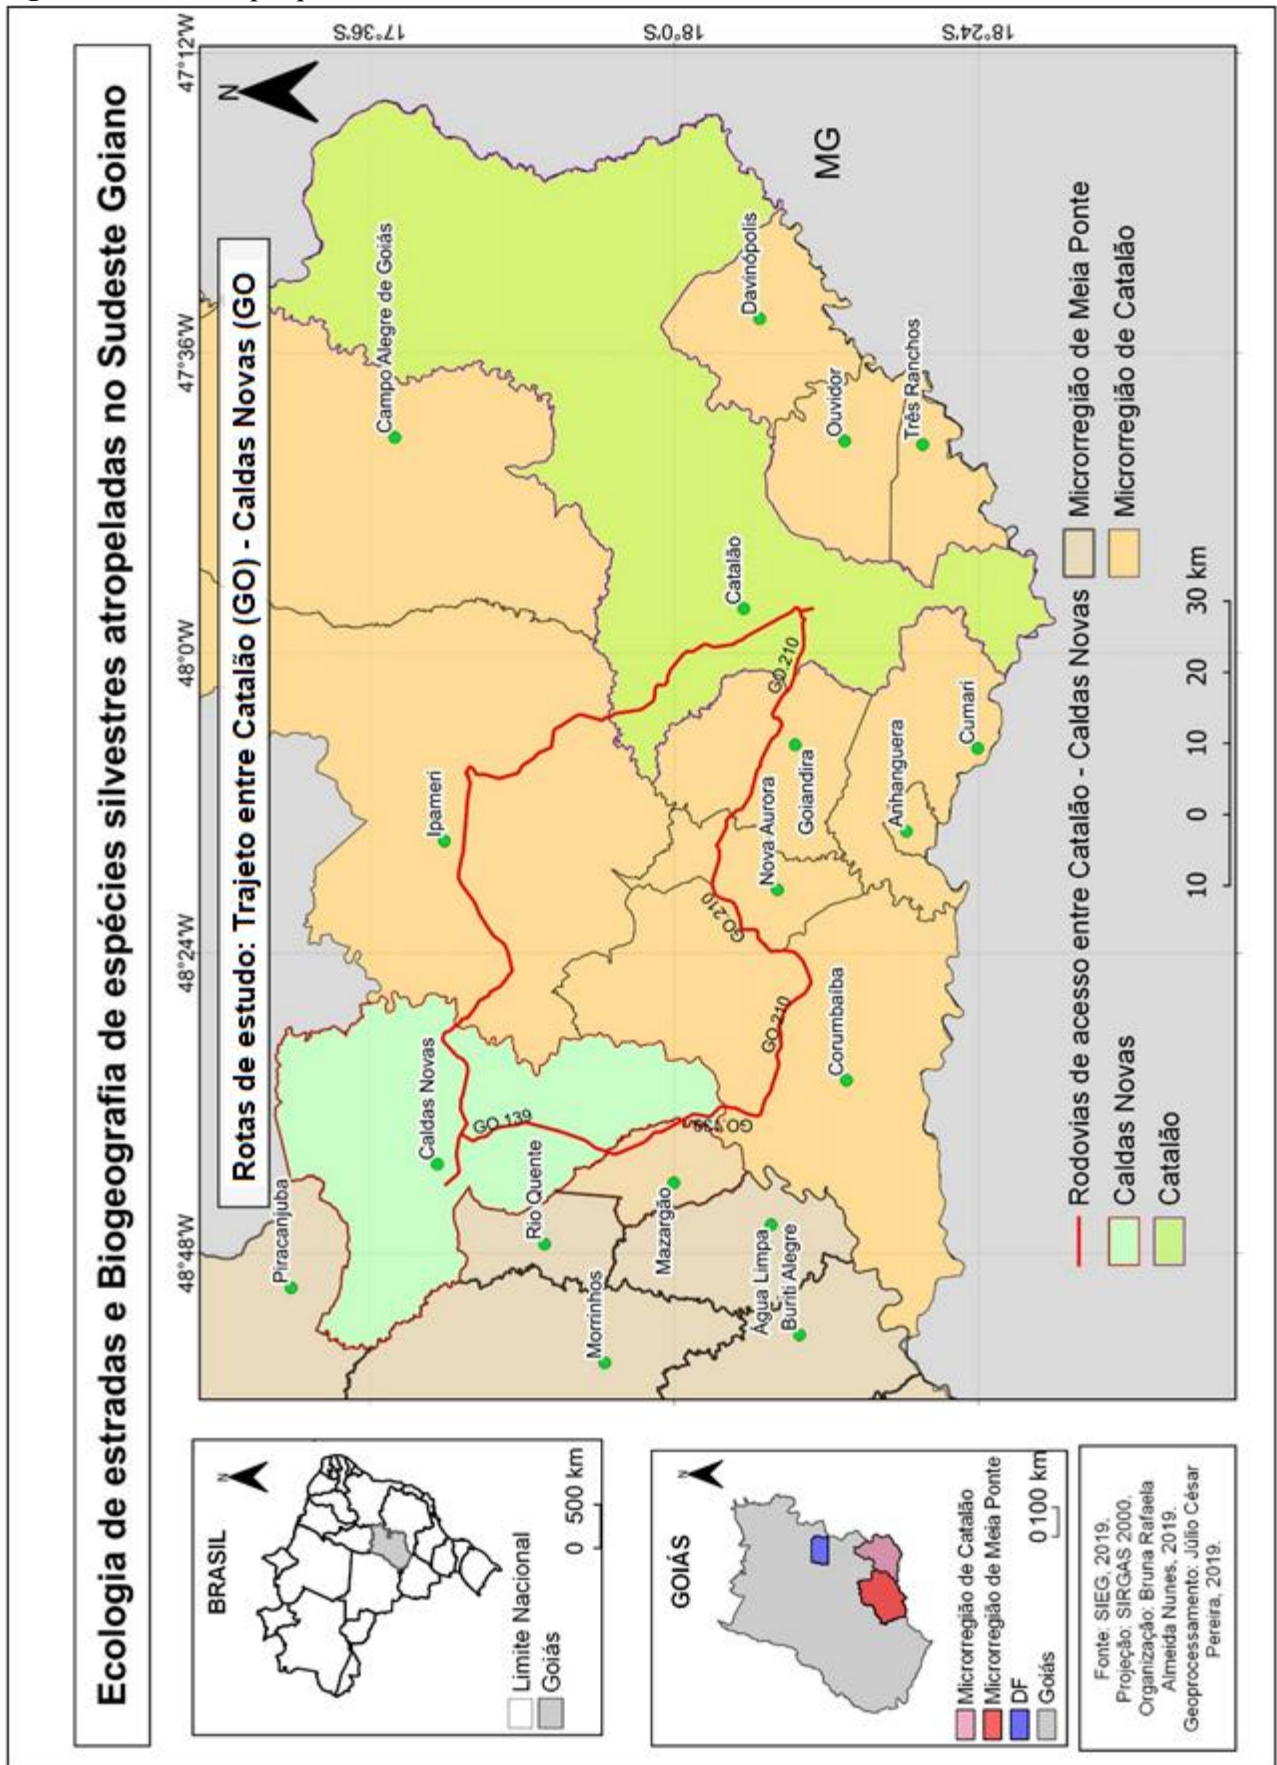 Ecologia de estradas e Biogeografia de espécies silvestres atropeladas no Sudeste Goiano
BRASIL
N
Limite Nacional
Goiás
0 500 km
GOIÁS
N
Microrregião de Catalão
Microrregião de Meia Ponte
DF
Goiás
0 100 km
Fonte: SIEG, 2019.
Projeção: SIRGAS 2000.
Organização: Bruna Rafaela
Almeida Nunes, 2019.
Geoprocessamento: Júlio César
Pereira, 2019.
Rotas de estudo: Trajeto entre Catalão (GO) - Caldas Novas (GO
N
48°48'W
48°24'W
48°0'W
47°36'W
47°12'W
17°36'S
18°0'S
18°24'S
Piracanjuba
Caldas Novas
Ipameri
Campo Alegre de Goiás
Rio Quente
Morrinhos
Mazargão
Água Limpa
Buriti Alegre
Corumbaíba
Nova Aurora
Goiandira
Anhanguera
Cumari
Catalão
Ouvidor
Três Ranchos
Davinópolis
MG
GO.139
GO.139
GO.210
GO.210
GO.210
Rodovias de acesso entre Catalão - Caldas Novas
Caldas Novas
Catalão
Microrregião de Meia Ponte
Microrregião de Catalão
10 0 10 20 30 km